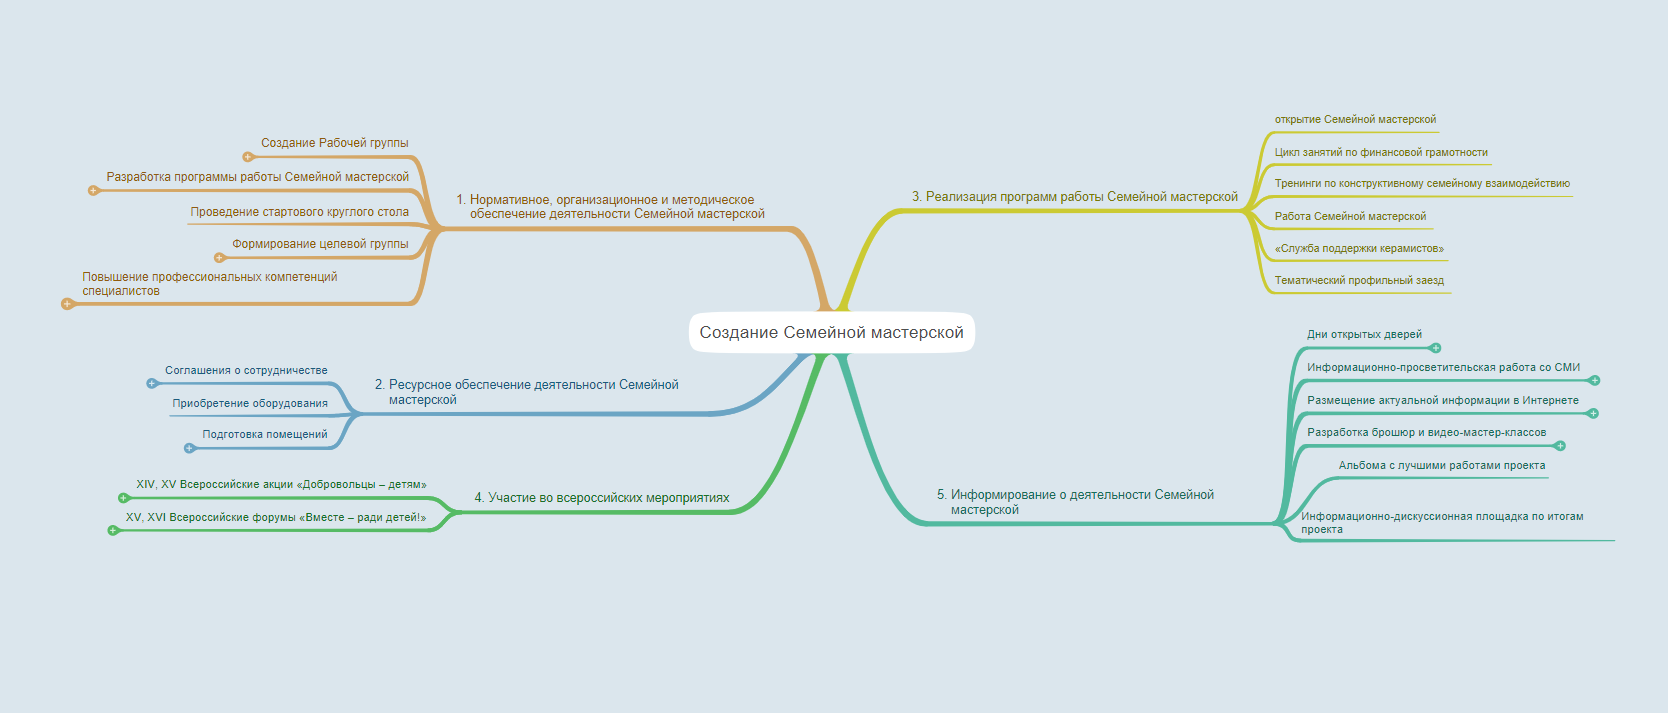 Создание Семейной мастерской
1. Нормативное, организационное и методическое
обеспечение деятельности Семейной мастерской
Создание Рабочей группы
Разработка программы работы Семейной мастерской
Проведение стартового круглого стола
Формирование целевой группы
Повышение профессиональных компетенций
специалистов
2. Ресурсное обеспечение деятельности Семейной
мастерской
Соглашения о сотрудничестве
Приобретение оборудования
Подготовка помещений
3. Реализация программ работы Семейной мастерской
открытие Семейной мастерской
Цикл занятий по финансовой грамотности
Тренинги по конструктивному семейному взаимодействию
Работа Семейной мастерской
«Служба поддержки керамистов»
Тематический профильный заезд
4. Участие во всероссийских мероприятиях
XIV, XV Всероссийские акции «Добровольцы – детям»
XV, XVI Всероссийские форумы «Вместе – ради детей!»
5. Информирование о деятельности Семейной
мастерской
Дни открытых дверей
Информационно-просветительская работа со СМИ
Размещение актуальной информации в Интернете
Разработка брошюр и видео-мастер-классов
Альбома с лучшими работами проекта
Информационно-дискуссионная площадка по итогам
проекта